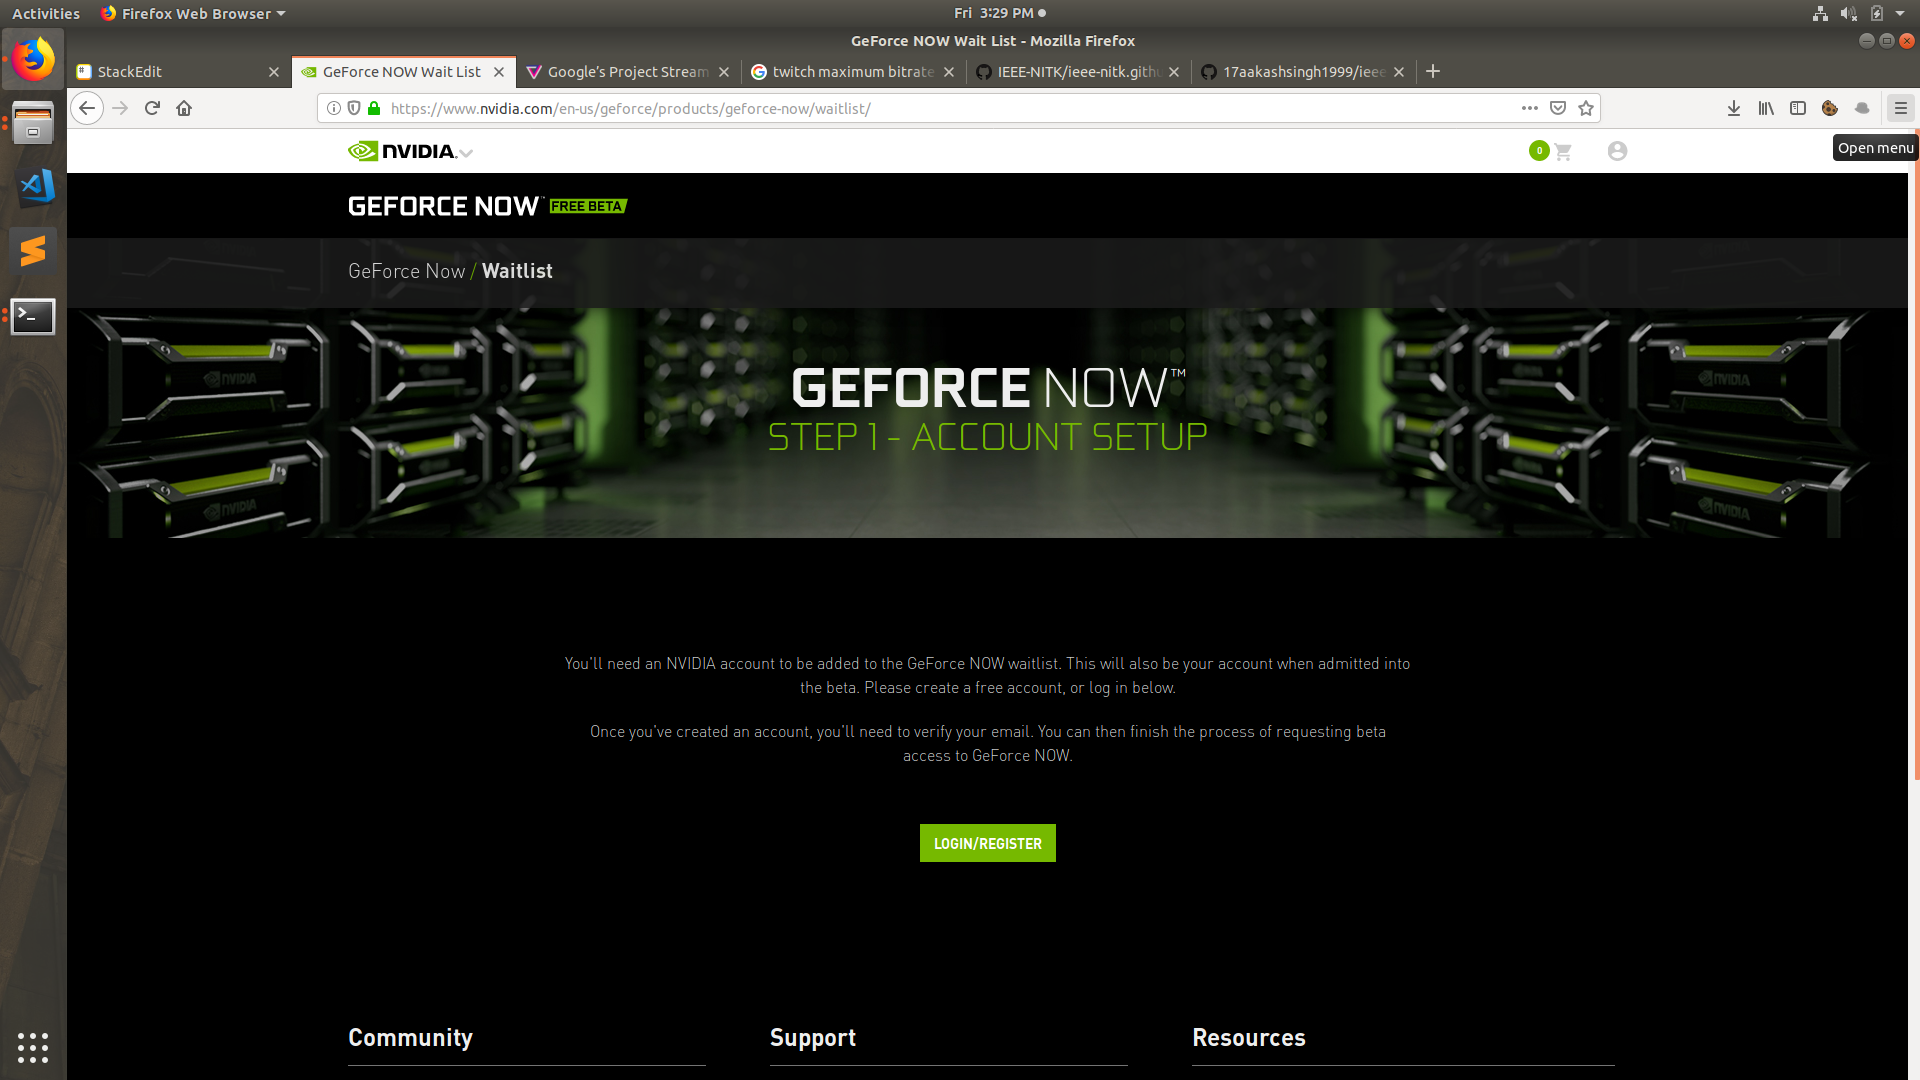 Activities
Firefox Web Browser
Fri 3:29 PM
GeForce NOW Wait List - Mozilla Firefox
StackEdit
GeForce NOW Wait List
Google's Project Stream
twitch maximum bitrate
IEEE-NITK/ieee-nitk.githu
17aakashsingh1999/ieee
https://www.nvidia.com/en-us/geforce/products/geforce-now/waitlist/
NVIDIA.
0
Open menu
GEFORCE NOW™ FREE BETA
GeForce Now / Waitlist
GEFORCE NOW™
STEP 1 - ACCOUNT SETUP
NVIDIA
NVIDIA
NVIDIA
NVIDIA
You'll need an NVIDIA account to be added to the GeForce NOW waitlist. This will also be your account when admitted into
the beta. Please create a free account, or log in below.
Once you've created an account, you'll need to verify your email. You can then finish the process of requesting beta
access to GeForce NOW.
LOGIN/REGISTER
Community
Support
Resources